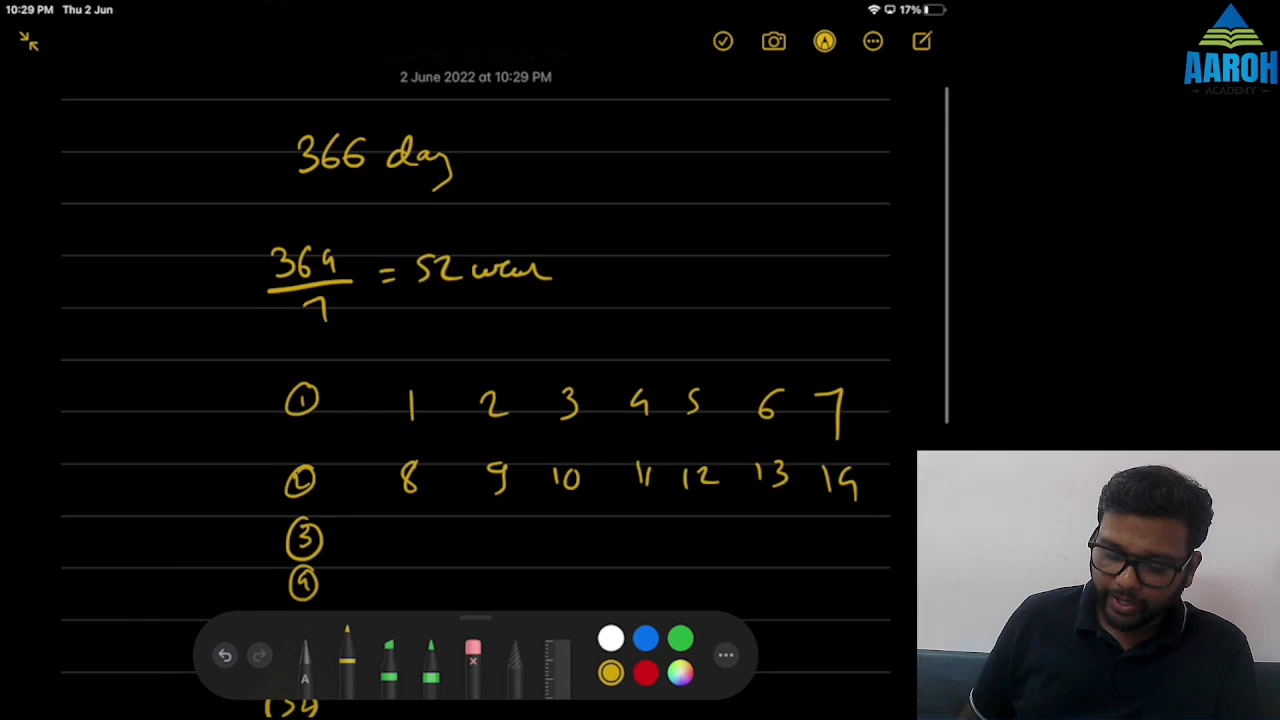 10:29 PM Thu 2 Jun 17%
AAROH
ACADEMY
2 June 2022 at 10:29 PM
366 day
364
7
= 52
1 1 2 3 4 5 6 7
2 8 9 10 11 12 13 14
3
4
A